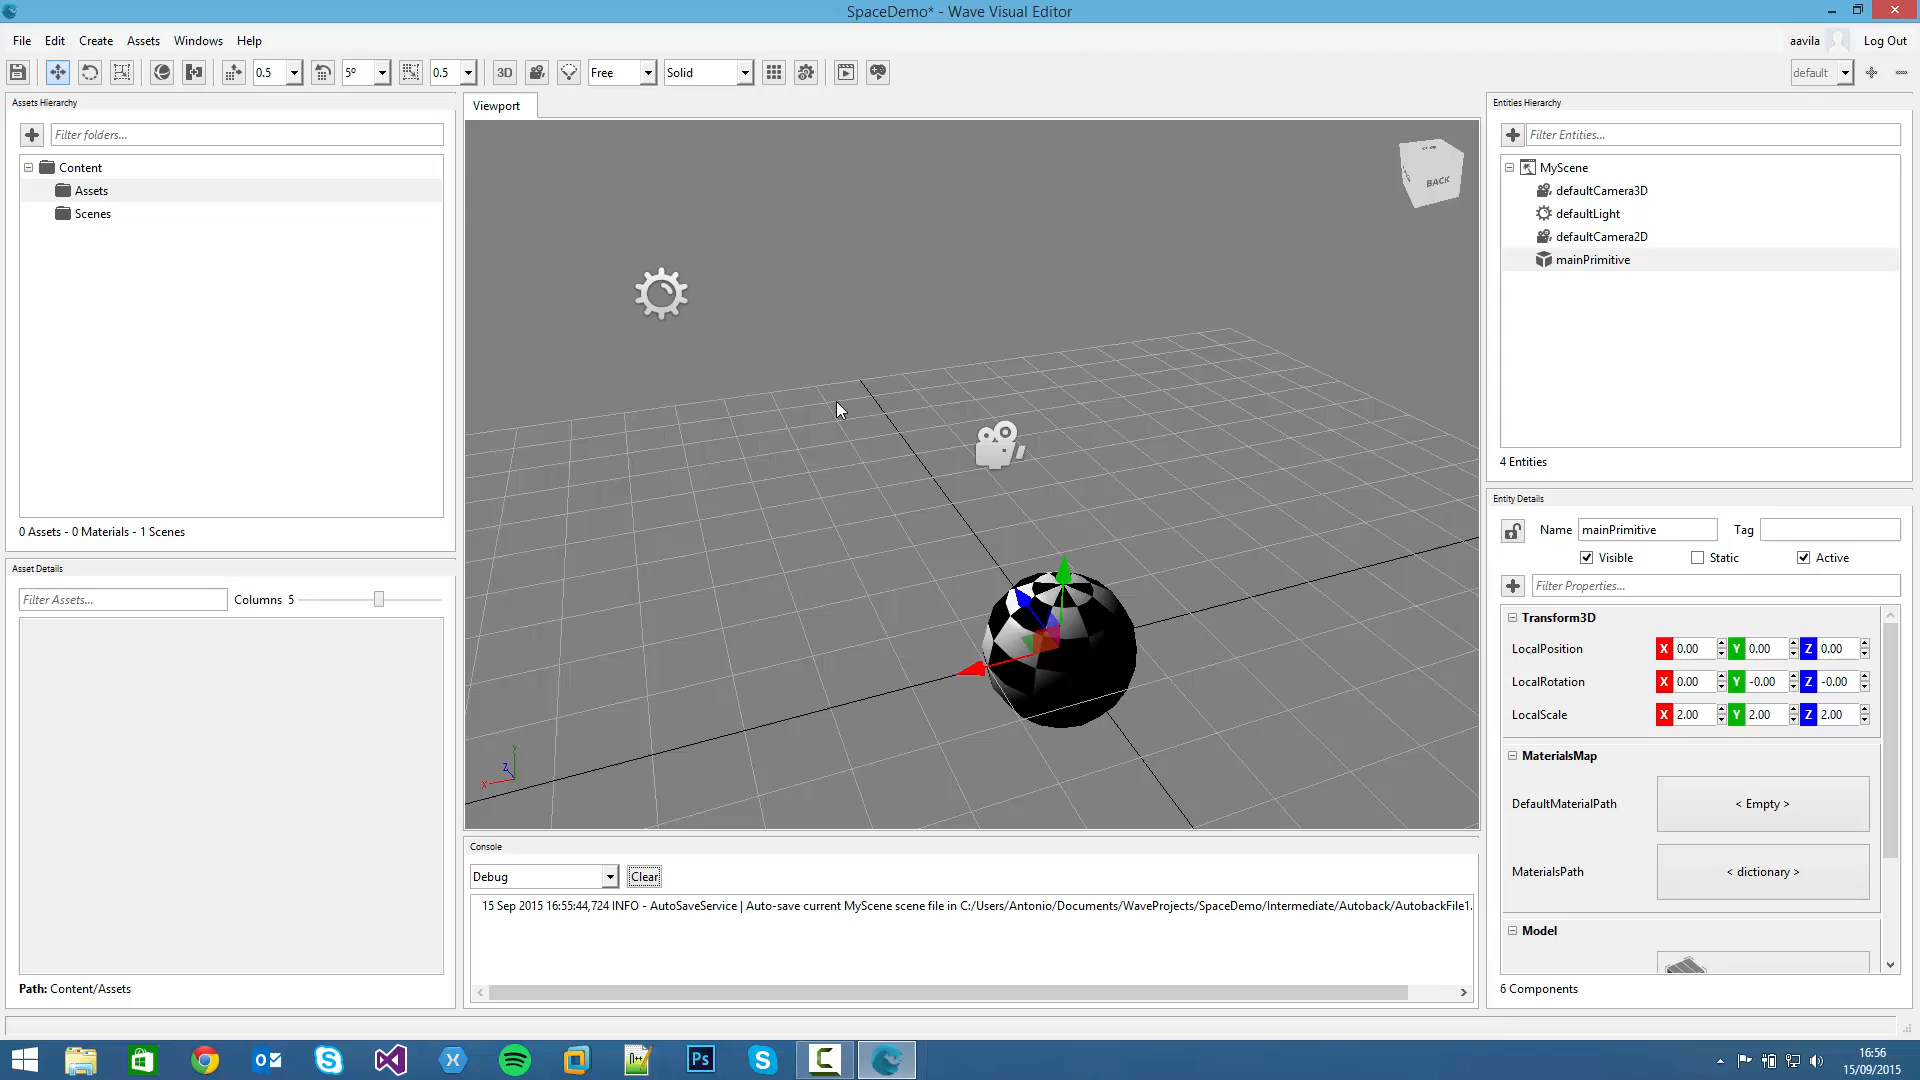 SpaceDemo* - Wave Visual Editor
File Edit Create Assets Windows Help
aavila Log Out
0.5 5º 0.5 3D Free Solid default
Assets Hierarchy
Filter folders...
Content
Assets
Scenes
0 Assets - 0 Materials - 1 Scenes
Asset Details
Filter Assets...
Columns 5
Path: Content/Assets
Viewport
BACK
Y
Z
X
Console
Debug
Clear
15 Sep 2015 16:55:44,724 INFO - AutoSaveService | Auto-save current MyScene scene file in C:/Users/Antonio/Documents/WaveProjects/SpaceDemo/Intermediate/Autoback/AutobackFile1.
Entities Hierarchy
Filter Entities...
MyScene
defaultCamera3D
defaultLight
defaultCamera2D
mainPrimitive
4 Entities
Entity Details
Name mainPrimitive Tag
Visible Static Active
Filter Properties...
Transform3D
LocalPosition X 0.00 Y 0.00 Z 0.00
LocalRotation X 0.00 Y -0.00 Z -0.00
LocalScale X 2.00 Y 2.00 Z 2.00
MaterialsMap
DefaultMaterialPath < Empty >
MaterialsPath < dictionary >
Model
6 Components
Ps
16:56
15/09/2015